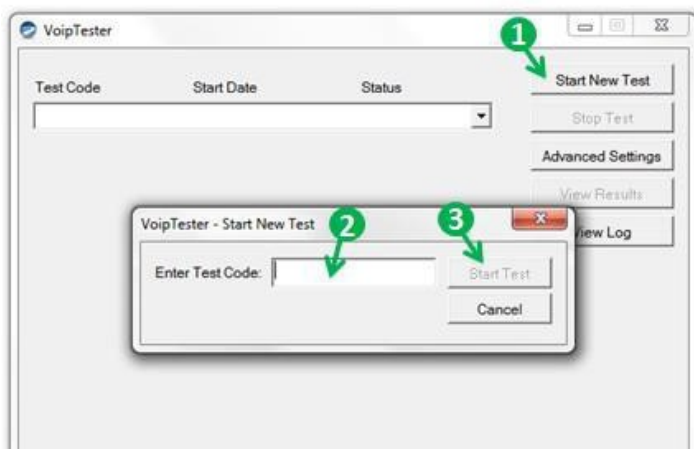 VoipTester
1
Test Code Start Date Status
Start New Test
Stop Test
Advanced Settings
View Results
View Log
VoipTester - Start New Test
2
3
Enter Test Code:
Start Test
Cancel